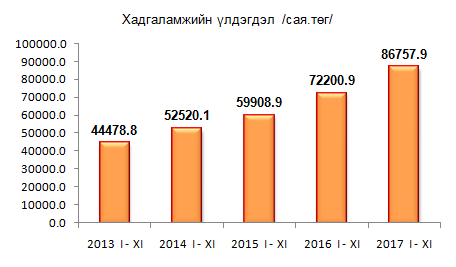 Хадгаламжийн үлдэгдэл /сая.төг/
100000.0
90000.0
80000.0
70000.0
60000.0
50000.0
40000.0
30000.0
20000.0
10000.0
0.0
44478.8
52520.1
59908.9
72200.9
86757.9
2013 I - XI
2014 I - XI
2015 I - XI
2016 I - XI
2017 I - XI